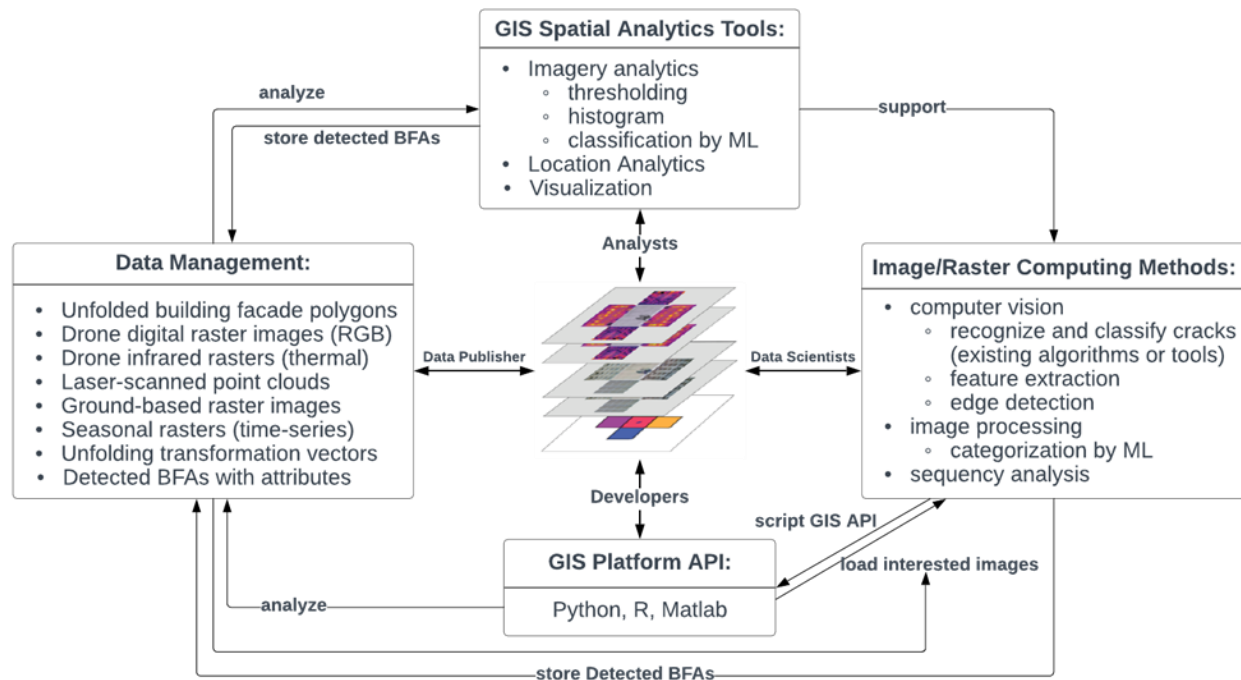 GIS Spatial Analytics Tools:
• Imagery analytics
◦ thresholding
◦ histogram
◦ classification by ML
• Location Analytics
• Visualization
analyze
store detected BFAs
support
Analysts
Data Management:
• Unfolded building facade polygons
• Drone digital raster images (RGB)
• Drone infrared rasters (thermal)
• Laser-scanned point clouds
• Ground-based raster images
• Seasonal rasters (time-series)
• Unfolding transformation vectors
• Detected BFAs with attributes
Data Publisher
Data Scientists
Image/Raster Computing Methods:
• computer vision
◦ recognize and classify cracks
(existing algorithms or tools)
◦ feature extraction
◦ edge detection
• image processing
◦ categorization by ML
• sequency analysis
Developers
script GIS API
load interested images
GIS Platform API:
Python, R, Matlab
analyze
store Detected BFAs